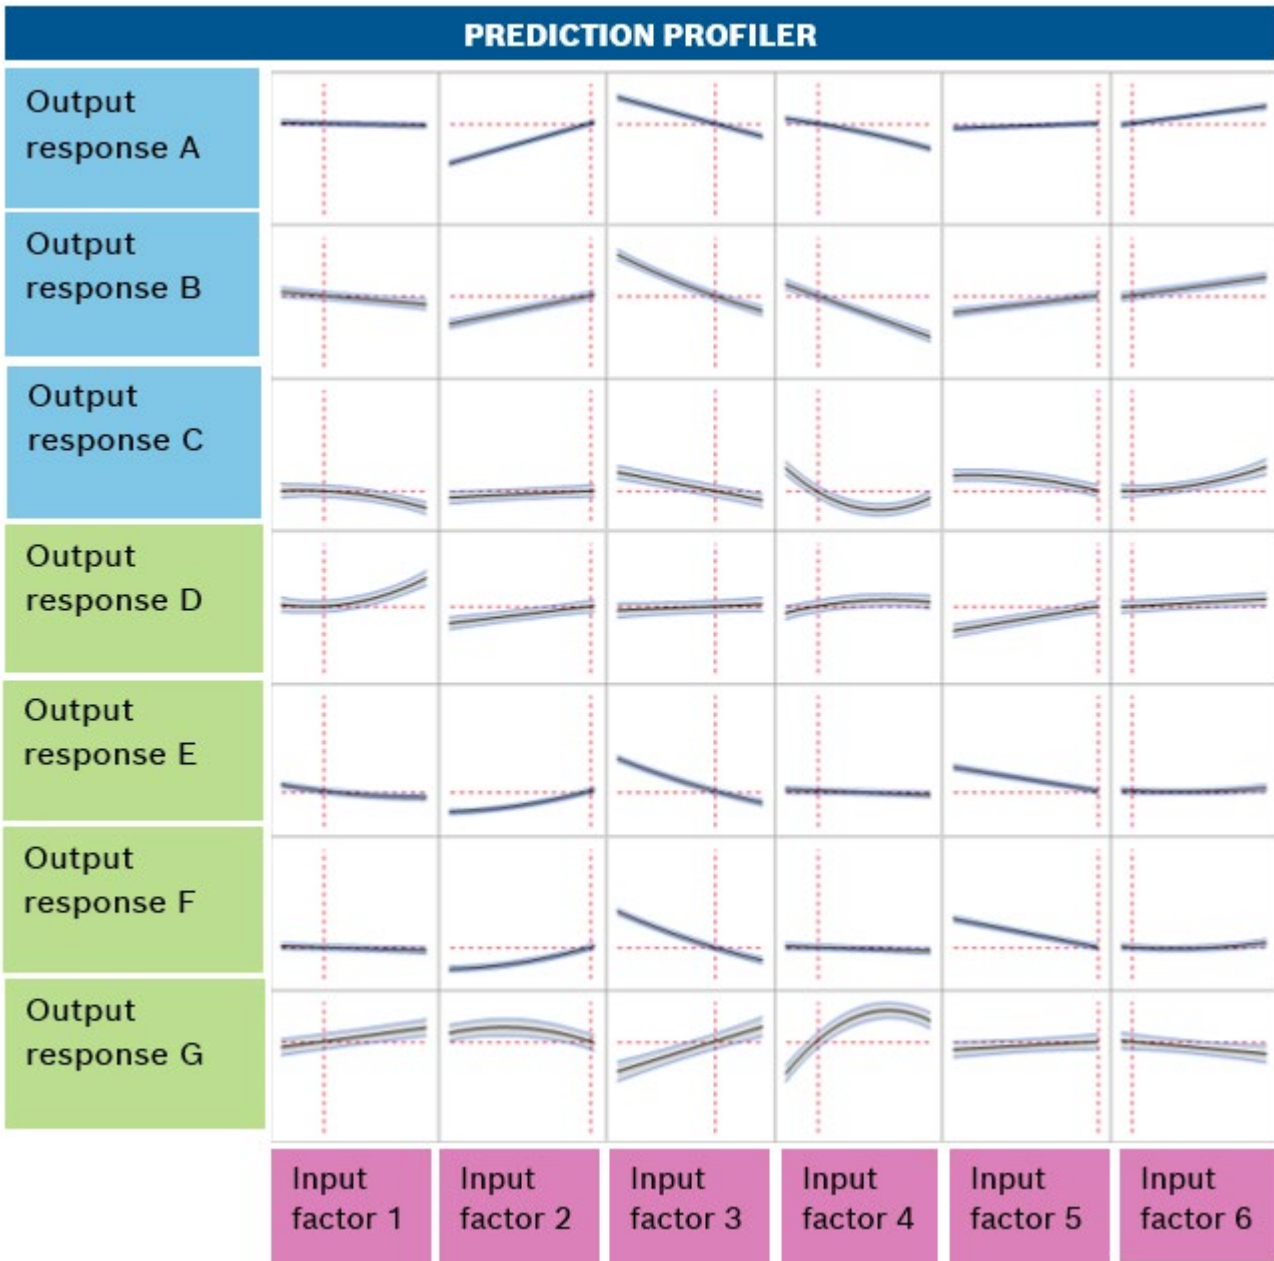 PREDICTION PROFILER
Output
response A
Output
response B
Output
response C
Output
response D
Output
response E
Output
response F
Output
response G
Input
factor 1
Input
factor 2
Input
factor 3
Input
factor 4
Input
factor 5
Input
factor 6